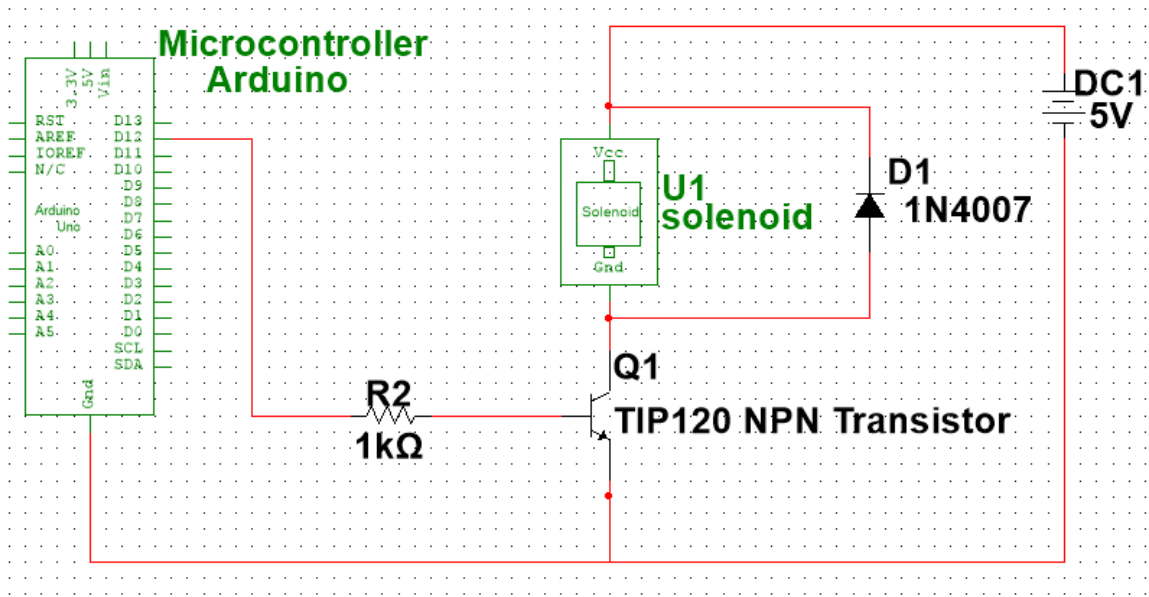 Microcontroller
Arduino
3.3V
5V
Vin
RST
AREF
IOREF
N/C
D13
D12
D11
D10
D9
D8
D7
D6
D5
D4
D3
D2
D1
D0
SCL
SDA
Arduino
Uno
A0
A1
A2
A3
A4
A5
Gnd
R2
1kΩ
Vcc
Solenoid
Gnd
U1
solenoid
D1
1N4007
DC1
5V
Q1
TIP120 NPN Transistor